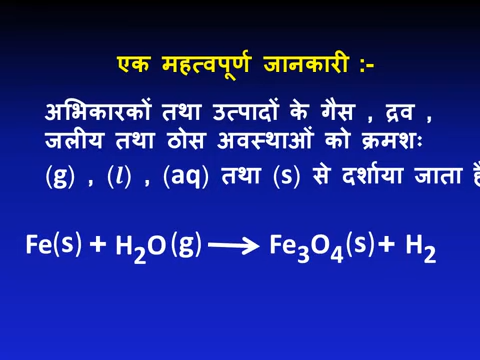 एक महत्वपूर्ण जानकारी :-
अभिकारकों तथा उत्पादों के गैस , द्रव ,
जलीय तथा ठोस अवस्थाओं को क्रमशः
(g) , (l) , (aq) तथा (s) से दर्शाया जाता है
Fe(s) + H₂O(g) ⟶ Fe₃O₄(s) + H₂